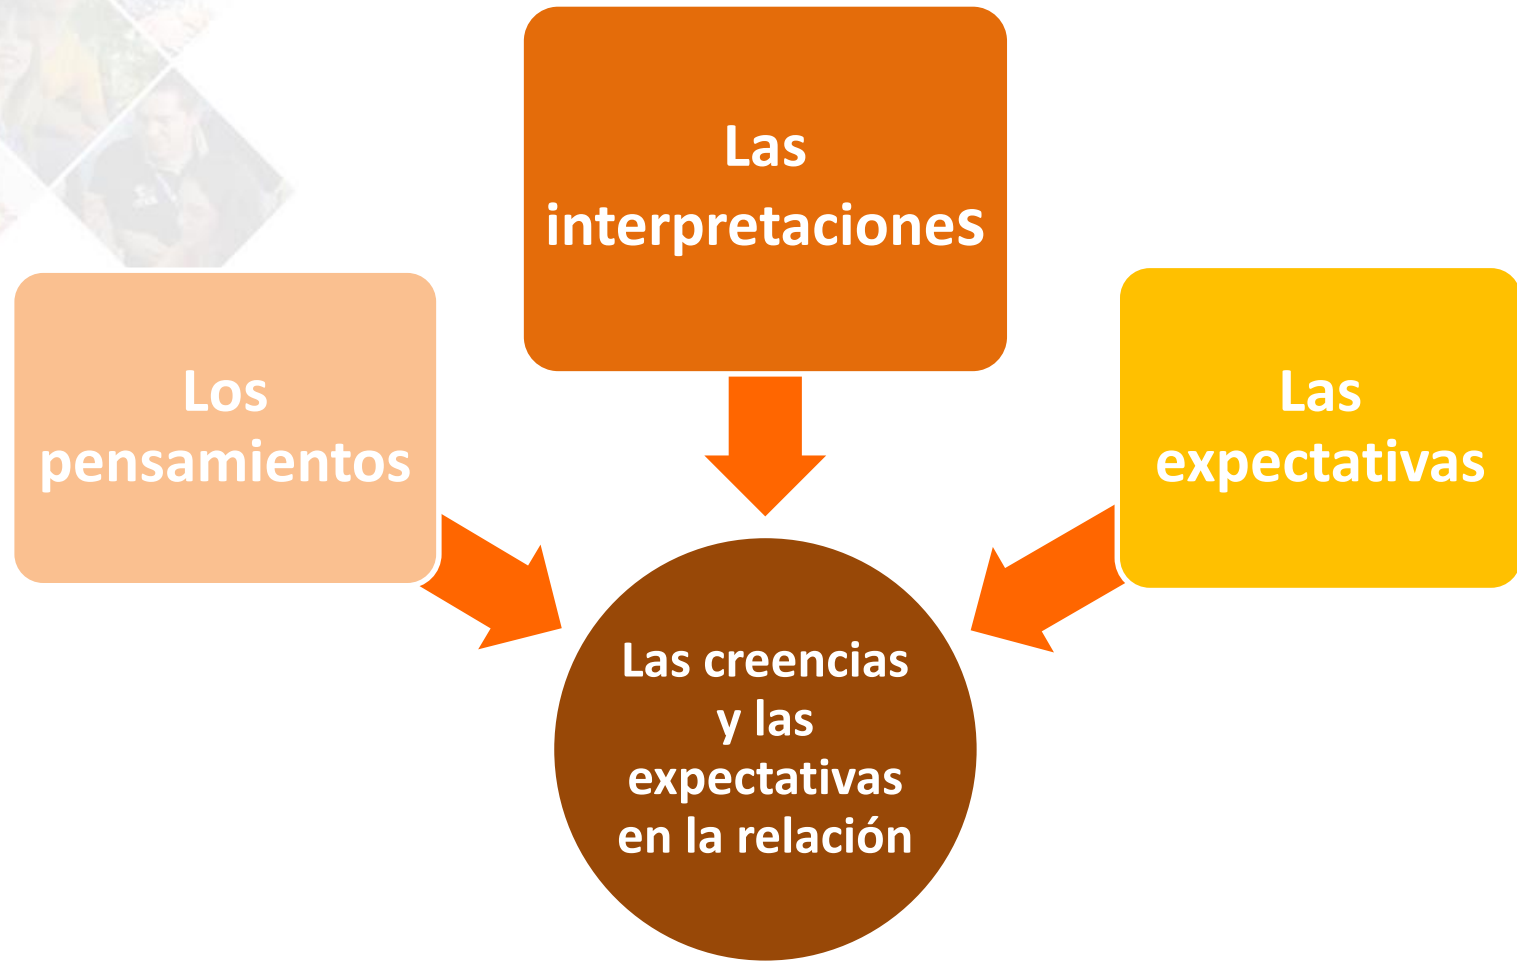 Las
interpretaciones
Los
pensamientos
Las
expectativas
Las creencias
y las
expectativas
en la relación